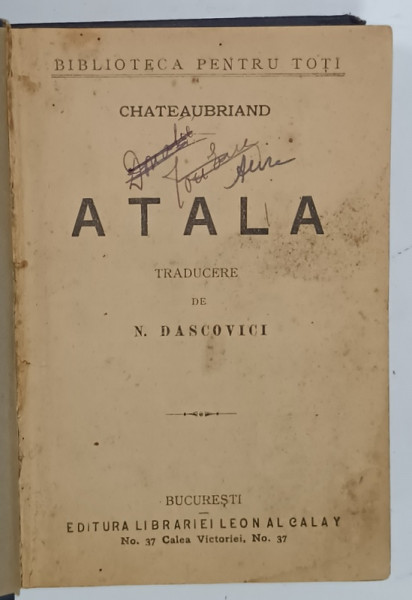 BIBLIOTECA PENTRU TOȚI
CHATEAUBRIAND
ATALA
TRADUCERE
DE
N. DASCOVICI
BUCUREȘTI
EDITURA LIBRARIEI LEON ALCALAY
No. 37 Calea Victoriei, No. 37